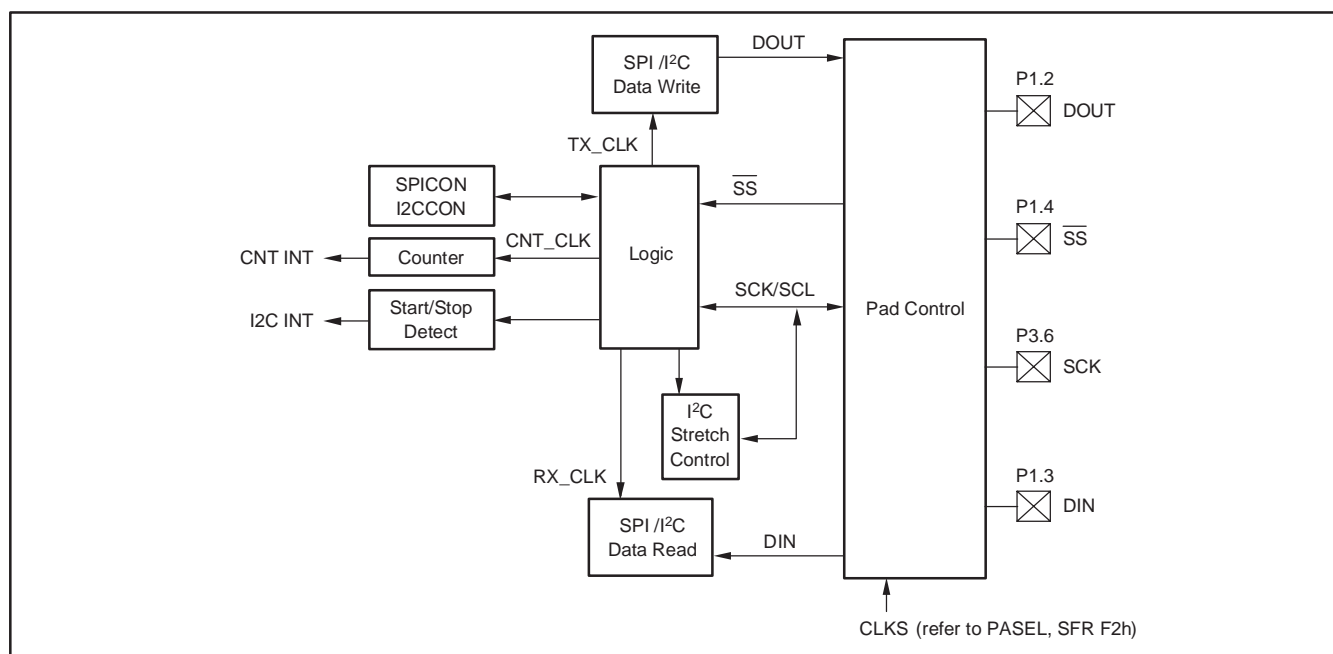 SPI /I²C
Data Write
DOUT
P1.2
DOUT
TX_CLK
SPICON
I2CCON
SS
P1.4
SS
CNT INT
Counter
CNT_CLK
Logic
SCK/SCL
Pad Control
I2C INT
Start/Stop
Detect
P3.6
SCK
I²C
Stretch
Control
RX_CLK
SPI /I²C
Data Read
DIN
P1.3
DIN
CLKS (refer to PASEL, SFR F2h)